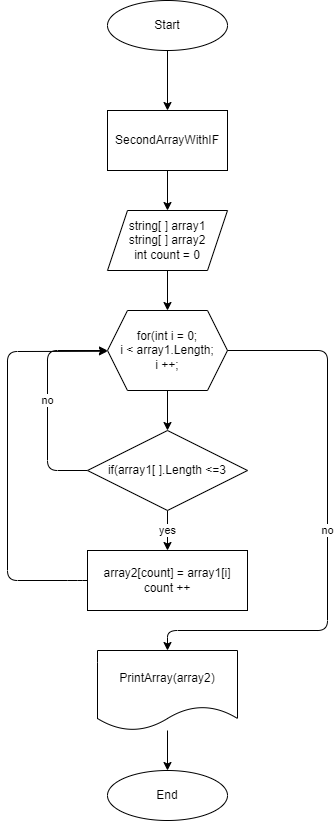 Start
SecondArrayWithIF
string[ ] array1
string[ ] array2
int count = 0
for(int i = 0;
i < array1.Length;
i ++;
no
if(array1[ ].Length <=3
yes
no
array2[count] = array1[i]
count ++
PrintArray(array2)
End